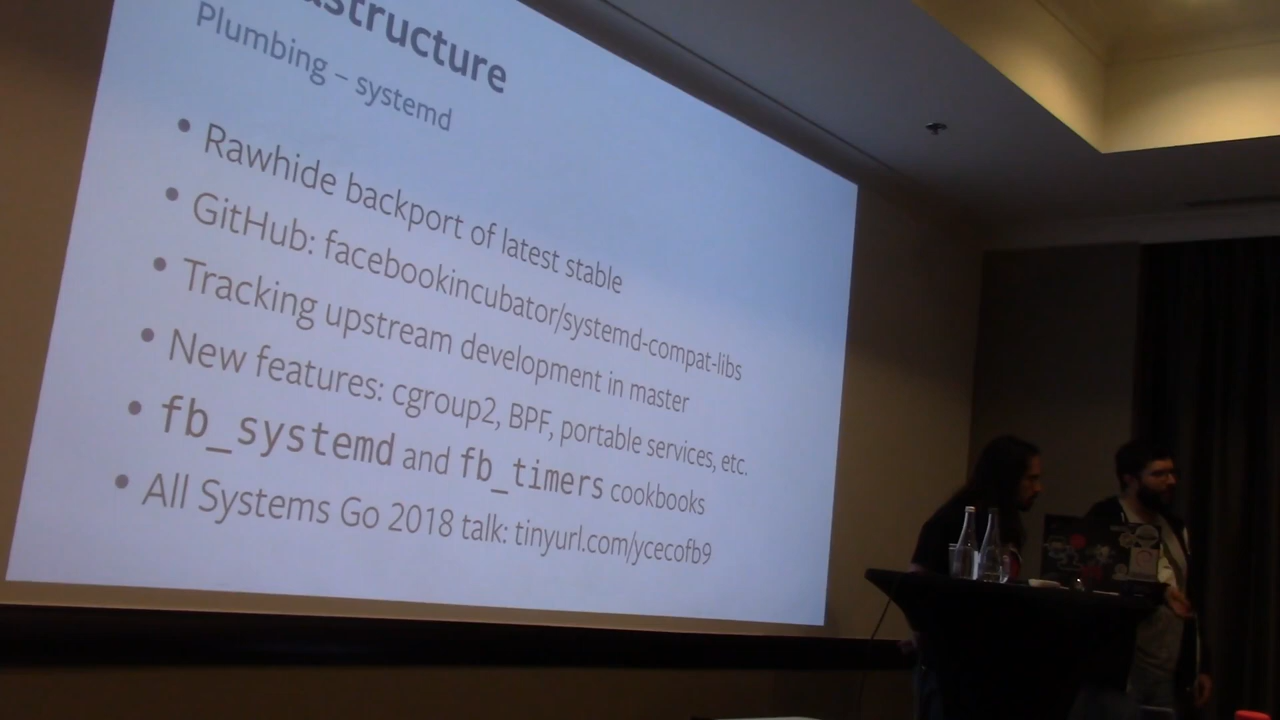 Plumbing – systemd
• Rawhide backport of latest stable
• GitHub: facebookincubator/systemd-compat-libs
• Tracking upstream development in master
• New features: cgroup2, BPF, portable services, etc.
• fb_systemd and fb_timers cookbooks
• All Systems Go 2018 talk: tinyurl.com/ycecofb9